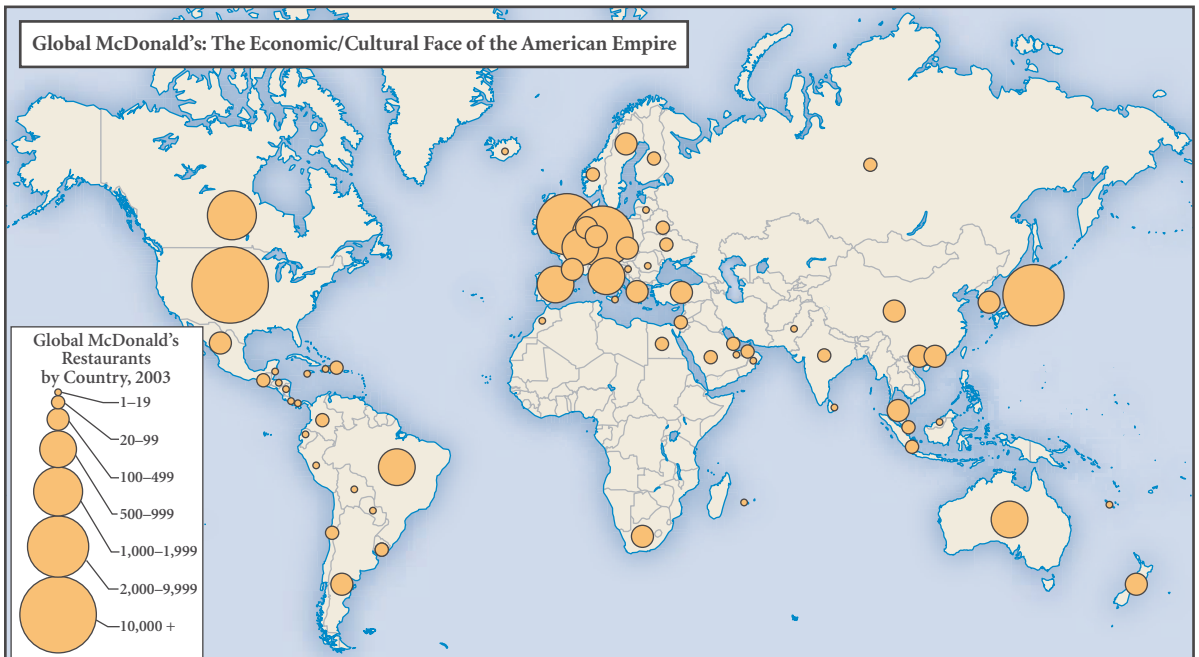 Global McDonald's: The Economic/Cultural Face of the American Empire
Global McDonald's
Restaurants
by Country, 2003
1–19
20–99
100–499
500–999
1,000–1,999
2,000–9,999
10,000 +